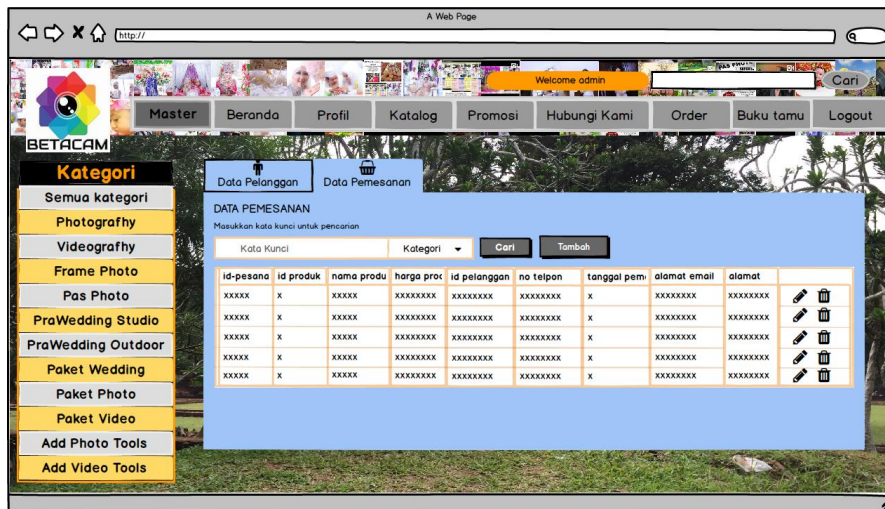 A Web Page
http://
Welcome admin
Cari
Master Beranda Profil Katalog Promosi Hubungi Kami Order Buku tamu Logout
BETACAM
Kategori
Semua kategori
Photografhy
Videografhy
Frame Photo
Pas Photo
PraWedding Studio
PraWedding Outdoor
Paket Wedding
Paket Photo
Paket Video
Add Photo Tools
Add Video Tools
Data Pelanggan Data Pemesanan
DATA PEMESANAN
Masukkan kata kunci untuk pencarian
Kata Kunci Kategori Cari Tambah
id-pesana id produk nama produ harga proc id pelanggan no telpon tanggal pem alamat email alamat
xxxxx x xxxxx xxxxxxxx xxxxxxxx xxxxxxxx x xxxxxxxx xxxxxxxx
xxxxx x xxxxx xxxxxxxx xxxxxxxx xxxxxxxx x xxxxxxxx xxxxxxxx
xxxxx x xxxxx xxxxxxxx xxxxxxxx xxxxxxxx x xxxxxxxx xxxxxxxx
xxxxx x xxxxx xxxxxxxx xxxxxxxx xxxxxxxx x xxxxxxxx xxxxxxxx
xxxxx x xxxxx xxxxxxxx xxxxxxxx xxxxxxxx x xxxxxxxx xxxxxxxx